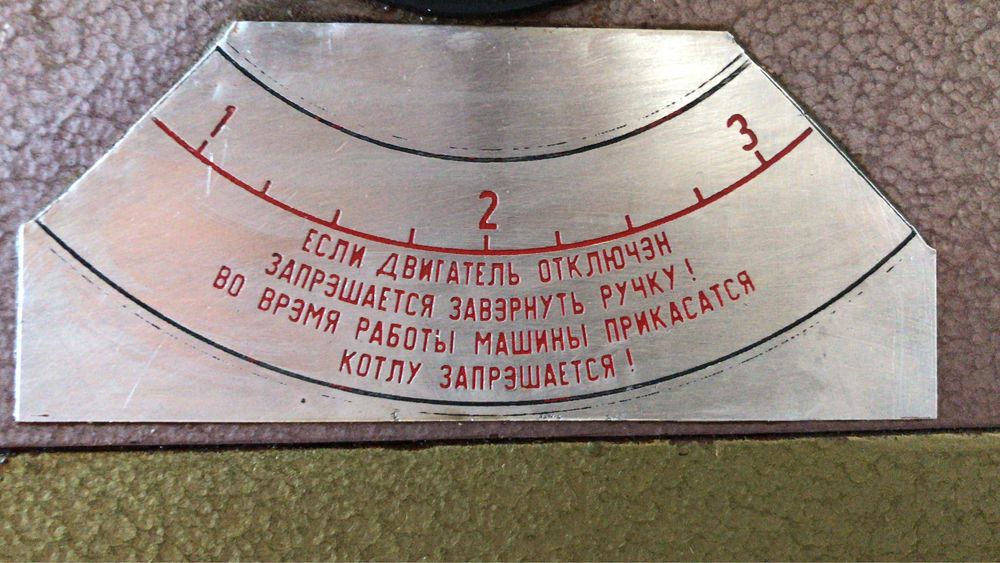 1 2 3
ЕСЛИ ДВИГАТЕЛЬ ОТКЛЮЧЭН
ЗАПРЭШАЕТСЯ ЗАВЭРНУТЬ РУЧКУ!
ВО ВРЭМЯ РАБОТЫ МАШИНЫ ПРИКАСАТСЯ
КОТЛУ ЗАПРЭШАЕТСЯ!